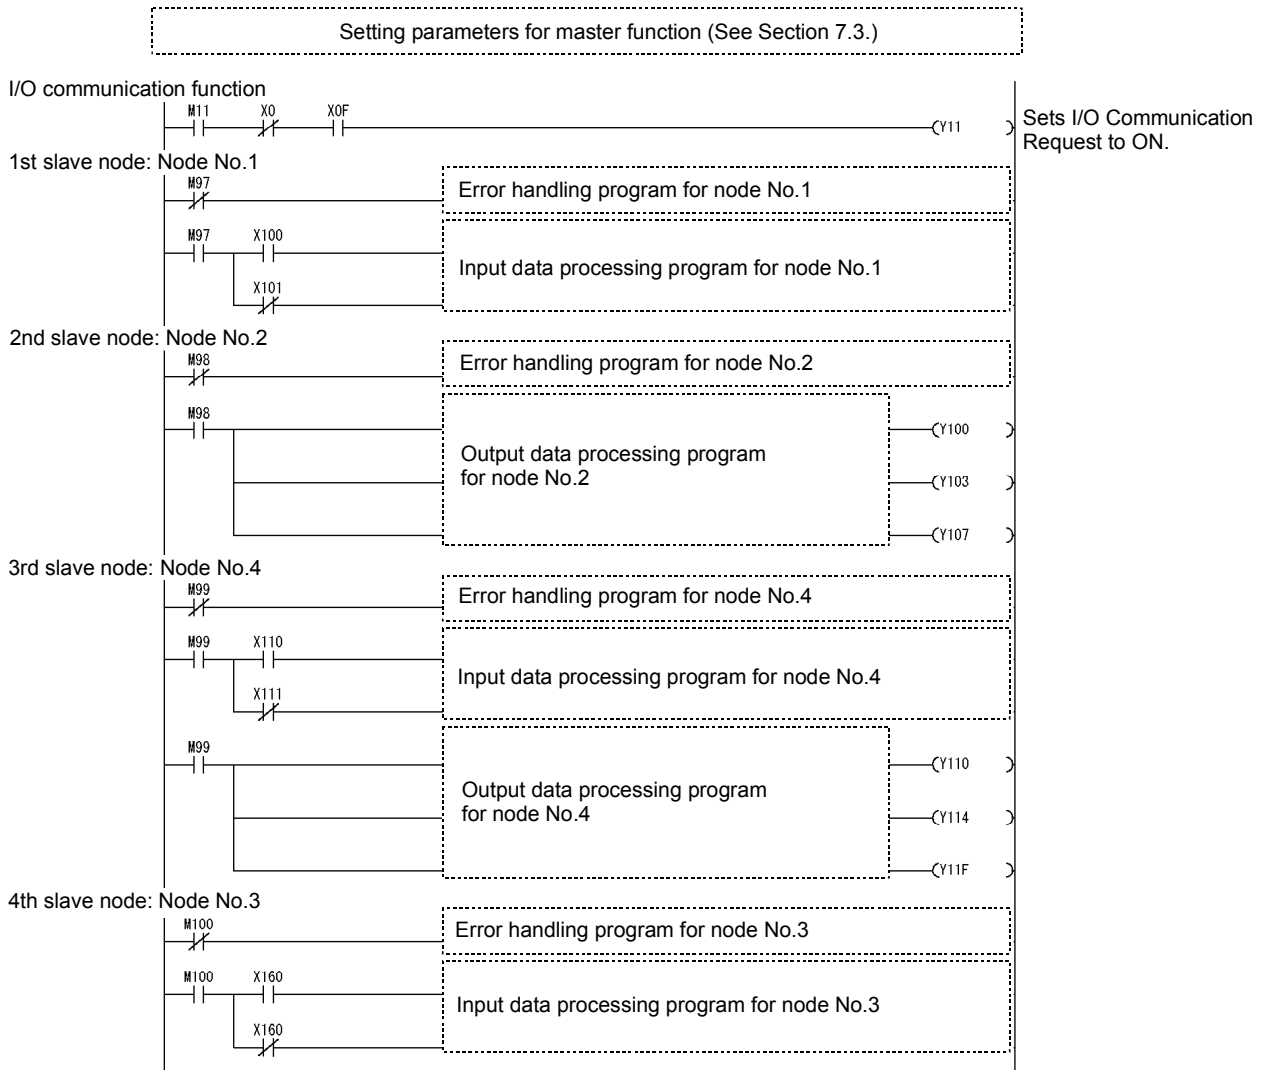 Setting parameters for master function (See Section 7.3.)
I/O communication function
M11 X0 X0F
Y11
Sets I/O Communication
Request to ON.
1st slave node: Node No.1
M97
Error handling program for node No.1
M97 X100
Input data processing program for node No.1
X101
2nd slave node: Node No.2
M98
Error handling program for node No.2
M98
Y100
Output data processing program
for node No.2
Y103
Y107
3rd slave node: Node No.4
M99
Error handling program for node No.4
M99 X110
Input data processing program for node No.4
X111
M99
Y110
Output data processing program
for node No.4
Y114
Y11F
4th slave node: Node No.3
M100
Error handling program for node No.3
M100 X160
Input data processing program for node No.3
X160